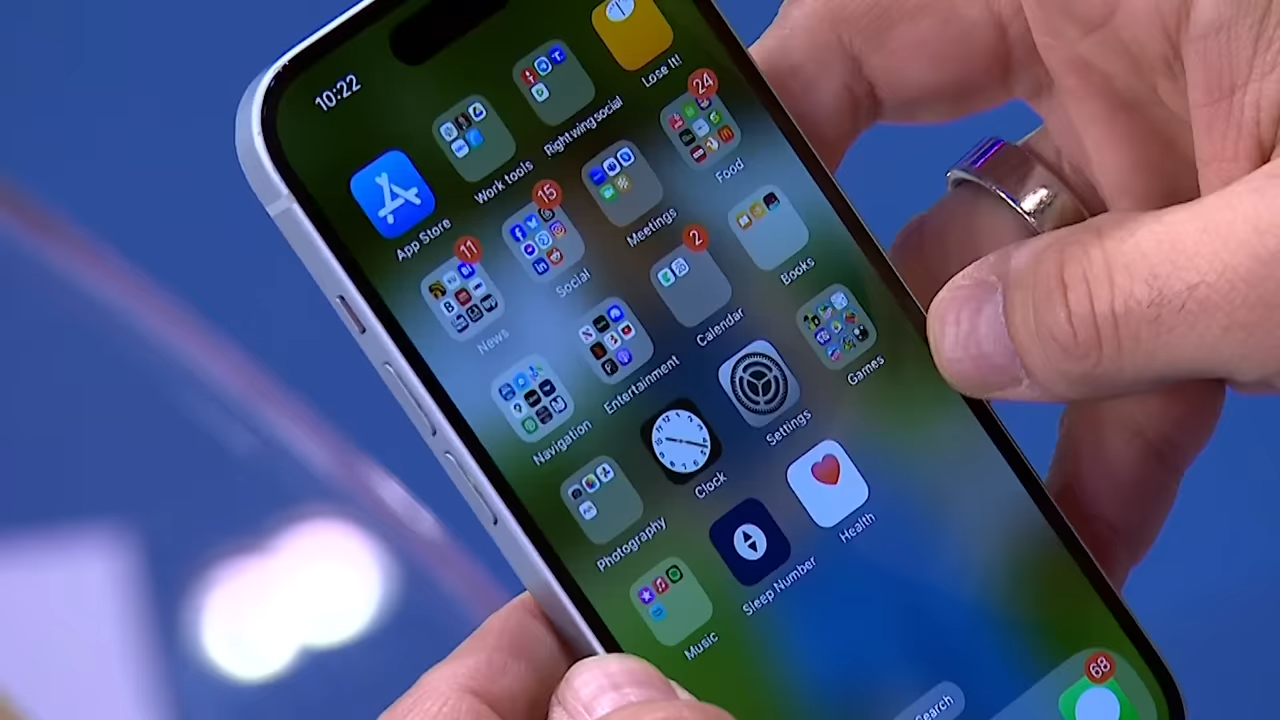 10:22
App Store
Work tools
Right wing social
Lose It!
11
News
15
Social
Meetings
24
Food
Navigation
Entertainment
2
Calendar
Books
Photography
Clock
Settings
Games
Music
Sleep Number
Health
Search
68